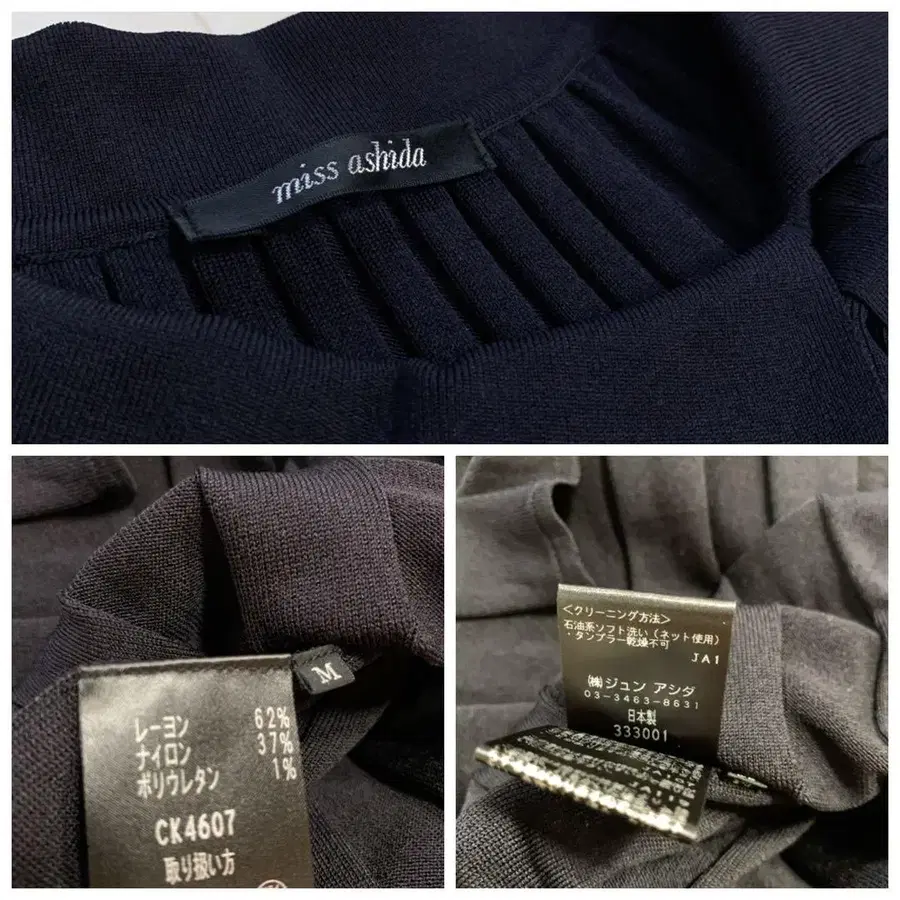 miss ashida
M
レーヨン 62%
ナイロン 37%
ポリウレタン 1%
CK4607
取り扱い方
<クリーニング方法>
石油系ソフト洗い(ネット使用)
・タンブラー乾燥不可
JA1
㈱ジュン アシダ
03-3463-8631
日本製
333001